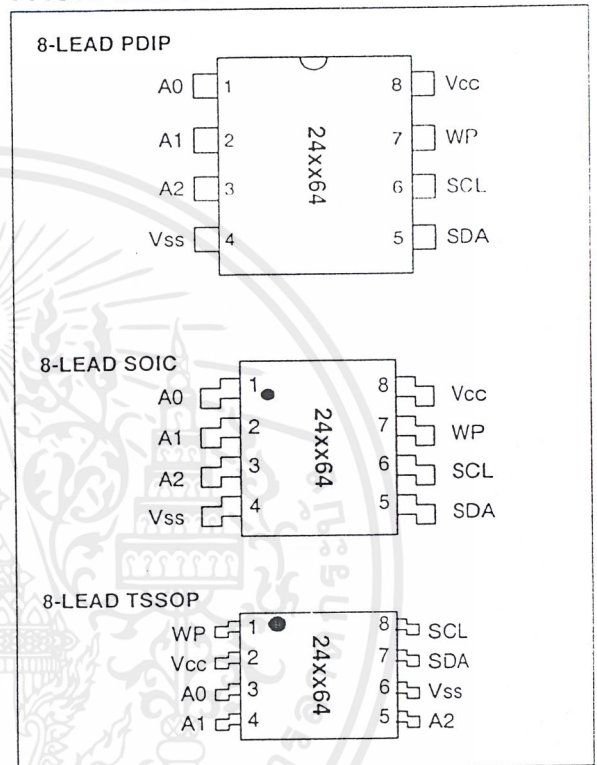 8-LEAD PDIP
A0 1 8 Vcc
A1 2 7 WP
A2 3 6 SCL
Vss 4 5 SDA
24xx64
8-LEAD SOIC
A0 1 8 Vcc
A1 2 7 WP
A2 3 6 SCL
Vss 4 5 SDA
24xx64
8-LEAD TSSOP
WP 1 8 SCL
Vcc 2 7 SDA
A0 3 6 Vss
A1 4 5 A2
24xx64